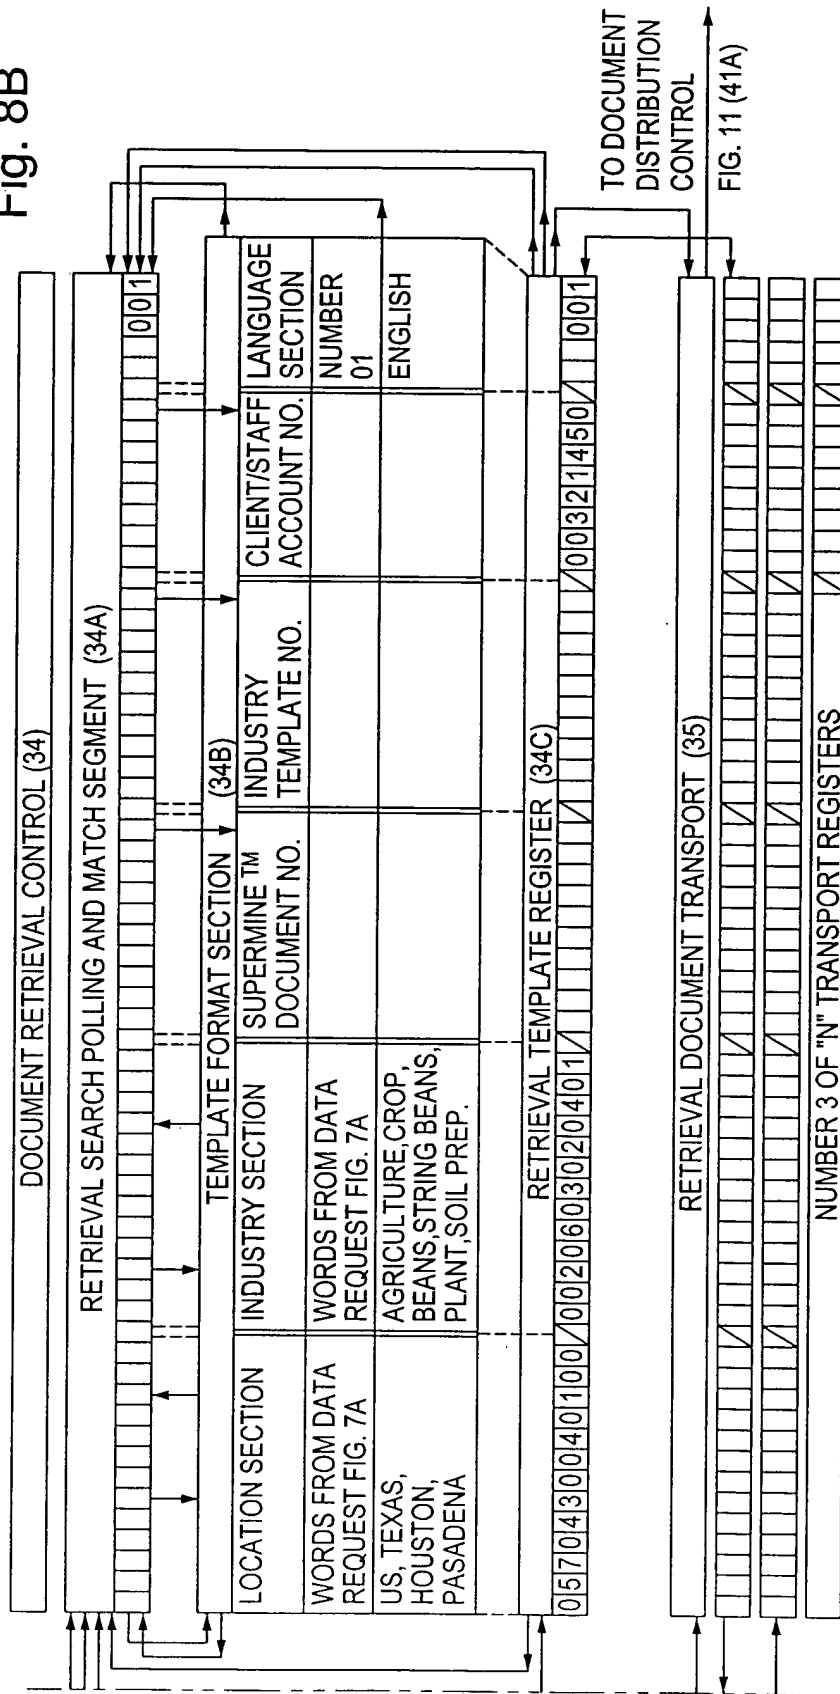 Fig. 8B
DOCUMENT RETRIEVAL CONTROL (34)
RETRIEVAL SEARCH POLLING AND MATCH SEGMENT (34A)
0 0 1
TEMPLATE FORMAT SECTION (34B)
LOCATION SECTION
INDUSTRY SECTION
SUPERMINE ™
DOCUMENT NO.
INDUSTRY
TEMPLATE NO.
CLIENT/STAFF
ACCOUNT NO.
LANGUAGE
SECTION
WORDS FROM DATA
REQUEST FIG. 7A
WORDS FROM DATA
REQUEST FIG. 7A
NUMBER
01
US, TEXAS,
HOUSTON,
PASADENA
AGRICULTURE,CROP,
BEANS,STRING BEANS,
PLANT,SOIL PREP.
ENGLISH
RETRIEVAL TEMPLATE REGISTER (34C)
0 5 7 0 4 3 0 0 4 0 1 0 0 / 0 0 2 0 6 0 3 0 2 0 4 0 1 / / / 0 0 3 2 1 4 5 0 / 0 0 1
TO DOCUMENT
DISTRIBUTION
CONTROL
FIG. 11 (41A)
RETRIEVAL DOCUMENT TRANSPORT (35)
NUMBER 3 OF "N" TRANSPORT REGISTERS